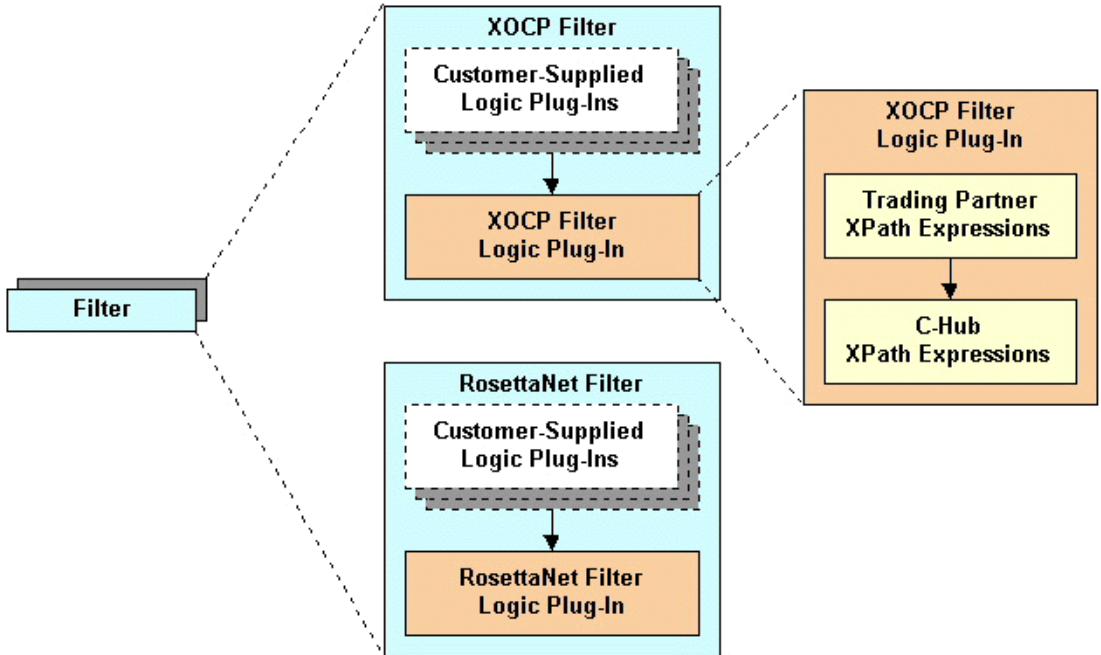 Filter
XOCP Filter
Customer-Supplied
Logic Plug-Ins
XOCP Filter
Logic Plug-In
XOCP Filter
Logic Plug-In
Trading Partner
XPath Expressions
C-Hub
XPath Expressions
RosettaNet Filter
Customer-Supplied
Logic Plug-Ins
RosettaNet Filter
Logic Plug-In